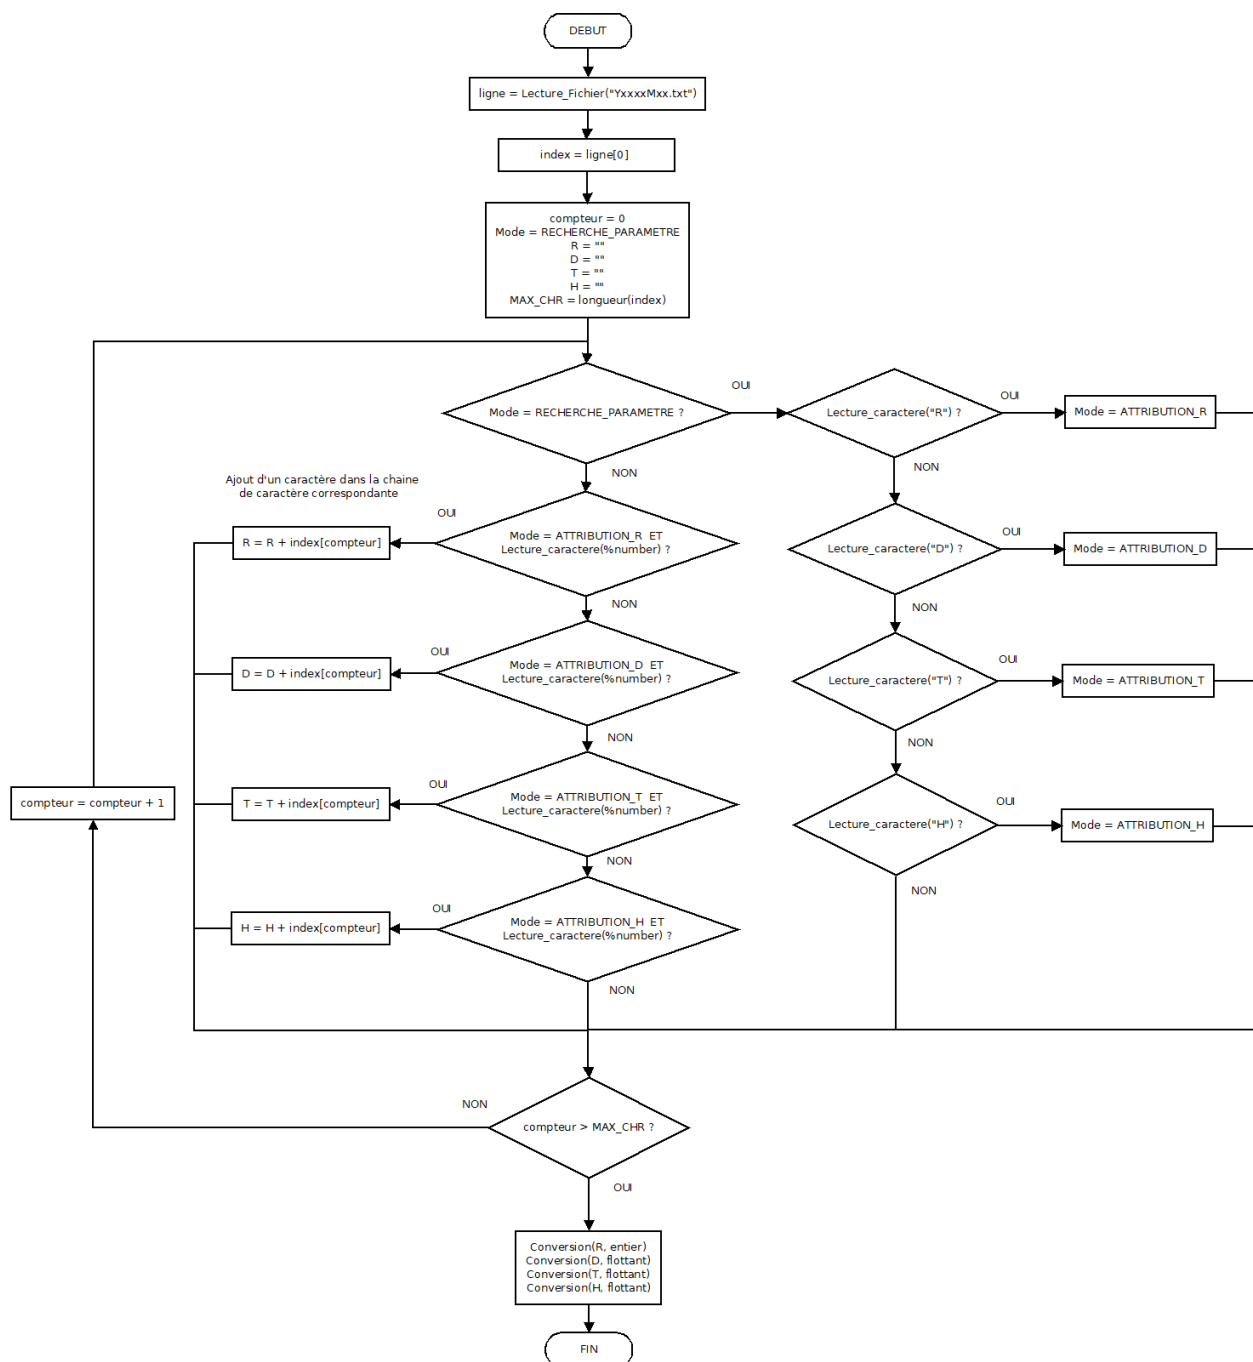 DEBUT
ligne = Lecture_Fichier("YxxxxMxx.txt")
index = ligne[0]
compteur = 0
Mode = RECHERCHE_PARAMETRE
R = ""
D = ""
T = ""
H = ""
MAX_CHR = longueur(index)
Mode = RECHERCHE_PARAMETRE ?
OUI
Lecture_caractere("R") ?
OUI
Mode = ATTRIBUTION_R
NON
NON
Ajout d'un caractère dans la chaine
de caractère correspondante
R = R + index[compteur]
OUI
Mode = ATTRIBUTION_R ET
Lecture_caractere(%number) ?
Lecture_caractere("D") ?
OUI
Mode = ATTRIBUTION_D
NON
NON
D = D + index[compteur]
OUI
Mode = ATTRIBUTION_D ET
Lecture_caractere(%number) ?
Lecture_caractere("T") ?
OUI
Mode = ATTRIBUTION_T
NON
NON
compteur = compteur + 1
T = T + index[compteur]
OUI
Mode = ATTRIBUTION_T ET
Lecture_caractere(%number) ?
Lecture_caractere("H") ?
OUI
Mode = ATTRIBUTION_H
NON
NON
H = H + index[compteur]
OUI
Mode = ATTRIBUTION_H ET
Lecture_caractere(%number) ?
NON
NON
compteur > MAX_CHR ?
OUI
Conversion(R, entier)
Conversion(D, flottant)
Conversion(T, flottant)
Conversion(H, flottant)
FIN